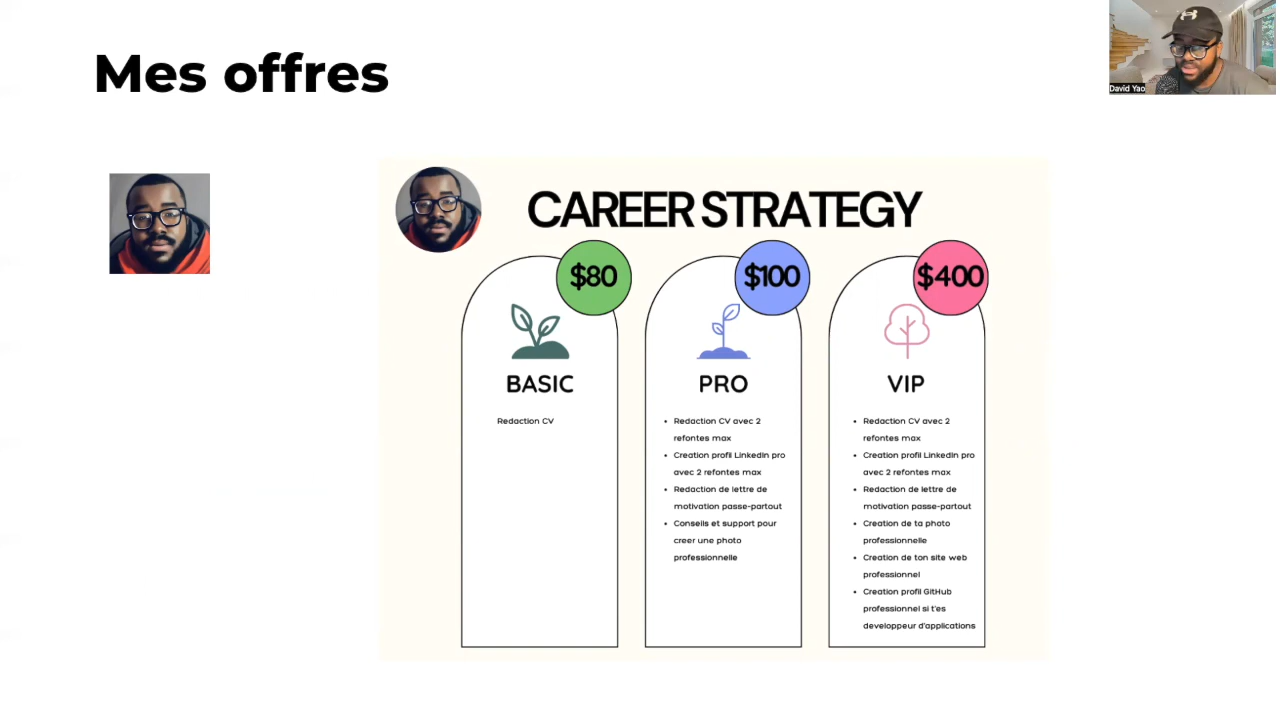 Mes offres
David Yao
CAREER STRATEGY
$80
$100
$400
BASIC
Redaction CV
PRO
Redaction CV avec 2
refontes max
Creation profil LinkedIn pro
avec 2 refontes max
Redaction de lettre de
motivation passe-partout
Conseils et support pour
creer une photo
professionnelle
VIP
Redaction CV avec 2
refontes max
Creation profil LinkedIn pro
avec 2 refontes max
Redaction de lettre de
motivation passe-partout
Creation de ta photo
professionnelle
Creation de ton site web
professionnel
Creation profil GitHub
professionnel si t'es
developpeur d'applications